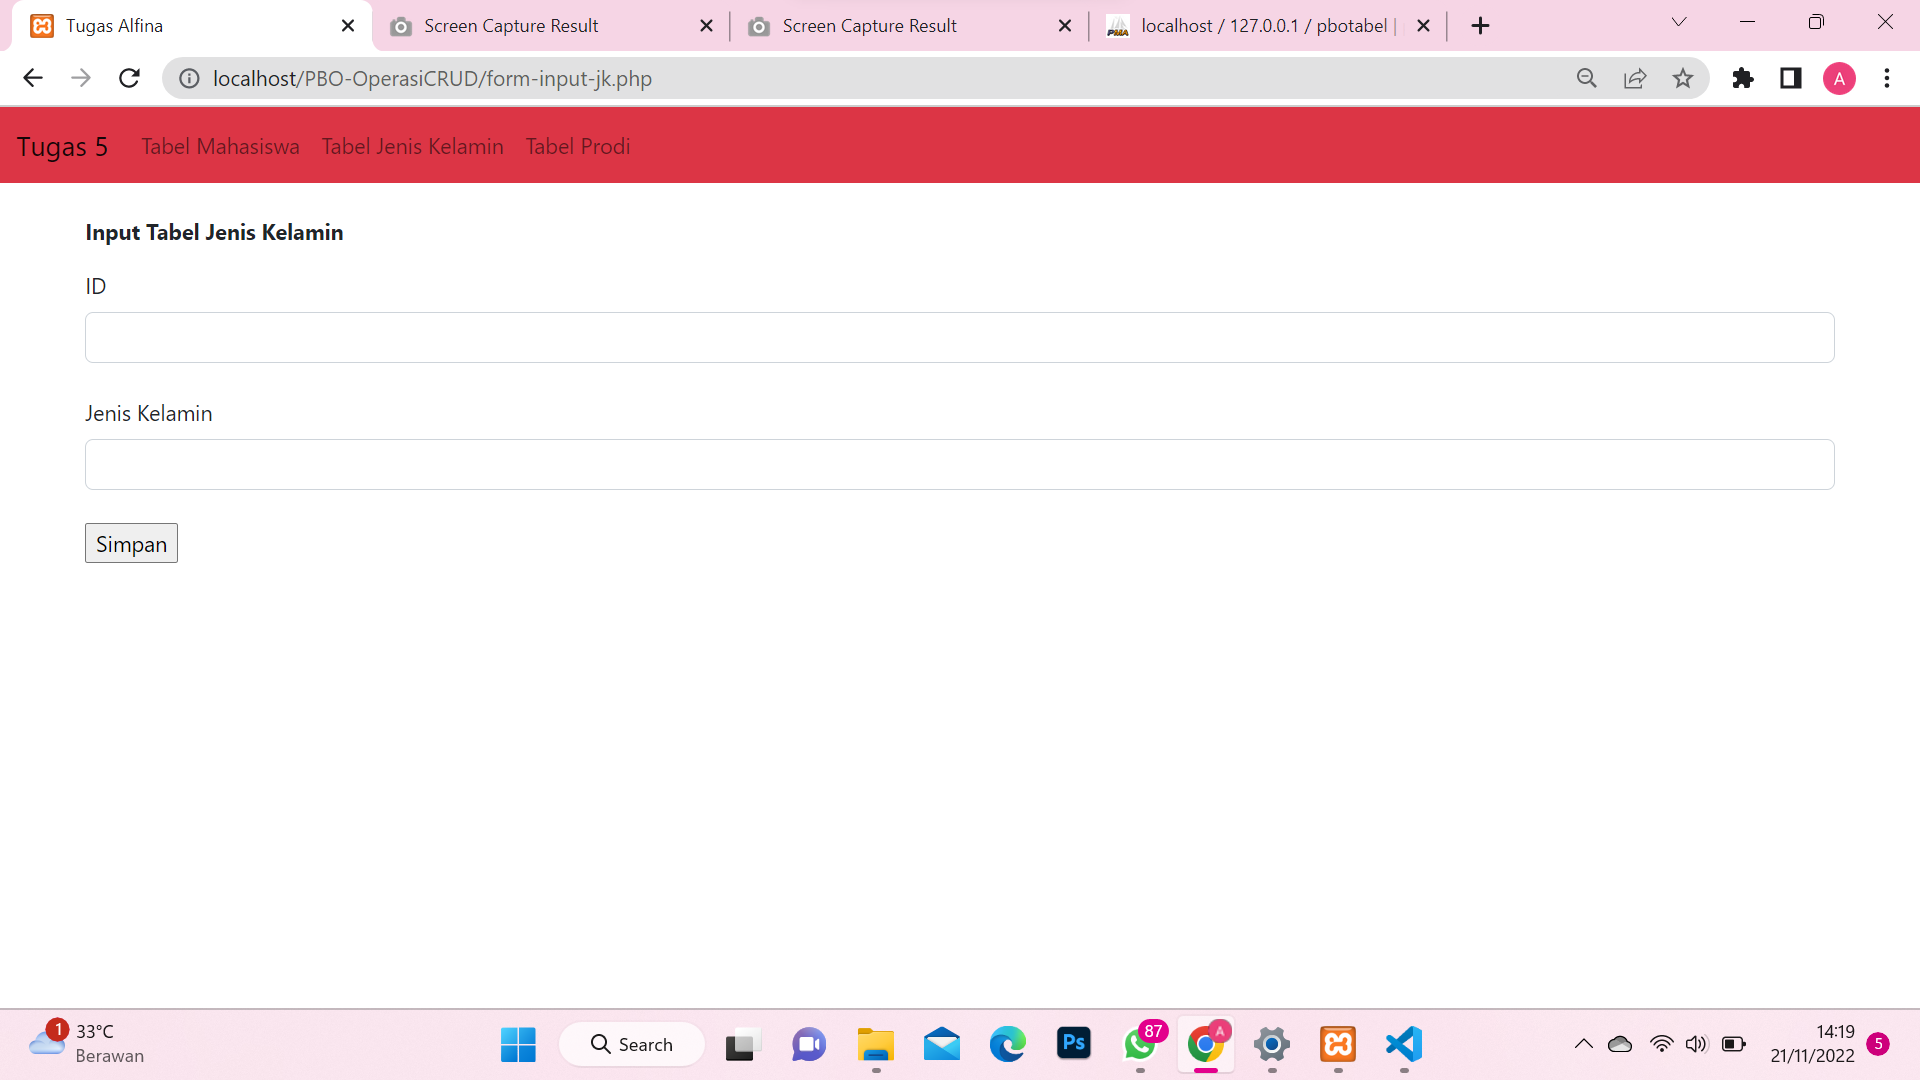 Tugas Alfina
Screen Capture Result
Screen Capture Result
localhost / 127.0.0.1 / pbotabel |
localhost/PBO-OperasiCRUD/form-input-jk.php
A
Tugas 5 Tabel Mahasiswa Tabel Jenis Kelamin Tabel Prodi
Input Tabel Jenis Kelamin
ID
Jenis Kelamin
Simpan
1
33°C
Berawan
Search
Ps
87
A
14:19
21/11/2022
5